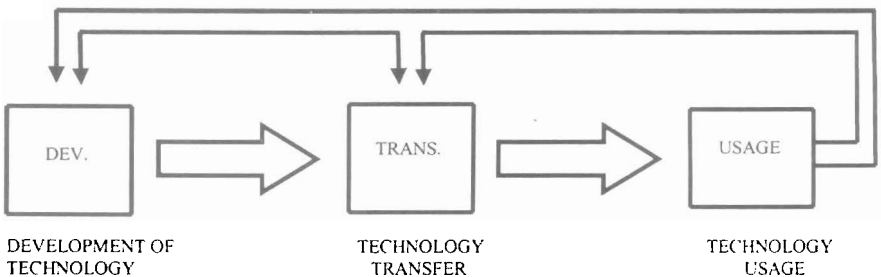 DEV.
TRANS.
USAGE
DEVELOPMENT OF
TECHNOLOGY
TECHNOLOGY
TRANSFER
TECHNOLOGY
USAGE